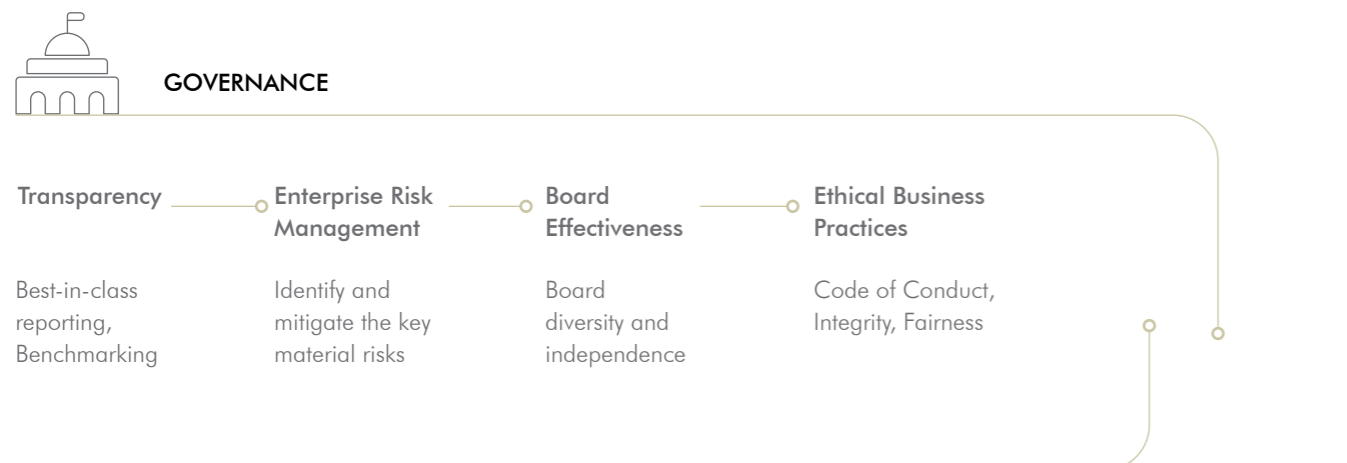 GOVERNANCE
Transparency
Enterprise Risk
Management
Board
Effectiveness
Ethical Business
Practices
Best-in-class
reporting,
Benchmarking
Identify and
mitigate the key
material risks
Board
diversity and
independence
Code of Conduct,
Integrity, Fairness